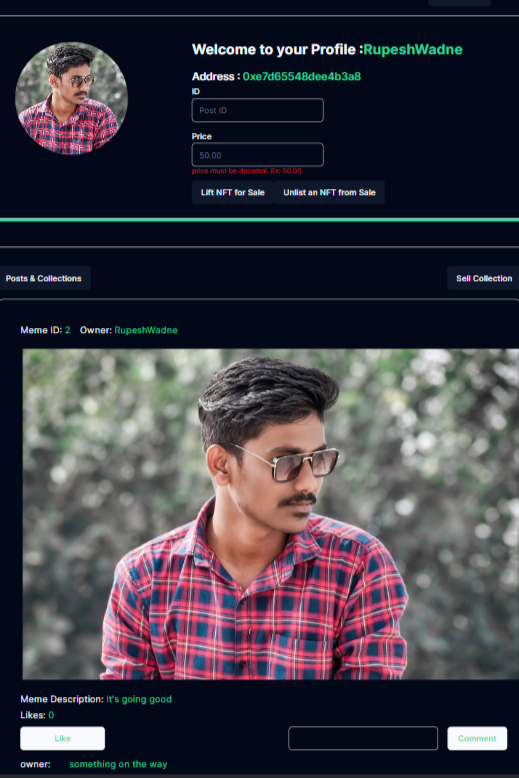 Welcome to your Profile :RupeshWadne
Address : 0xe7d65548dee4b3a8
ID
Post ID
Price
50.00
price must be decemal. Ex: 50.00
Lift NFT for Sale Unlist an NFT from Sale
Posts & Collections Sell Collection
Meme ID: 2 Owner: RupeshWadne
Meme Description: It's going good
Likes: 0
Like Comment
owner: something on the way